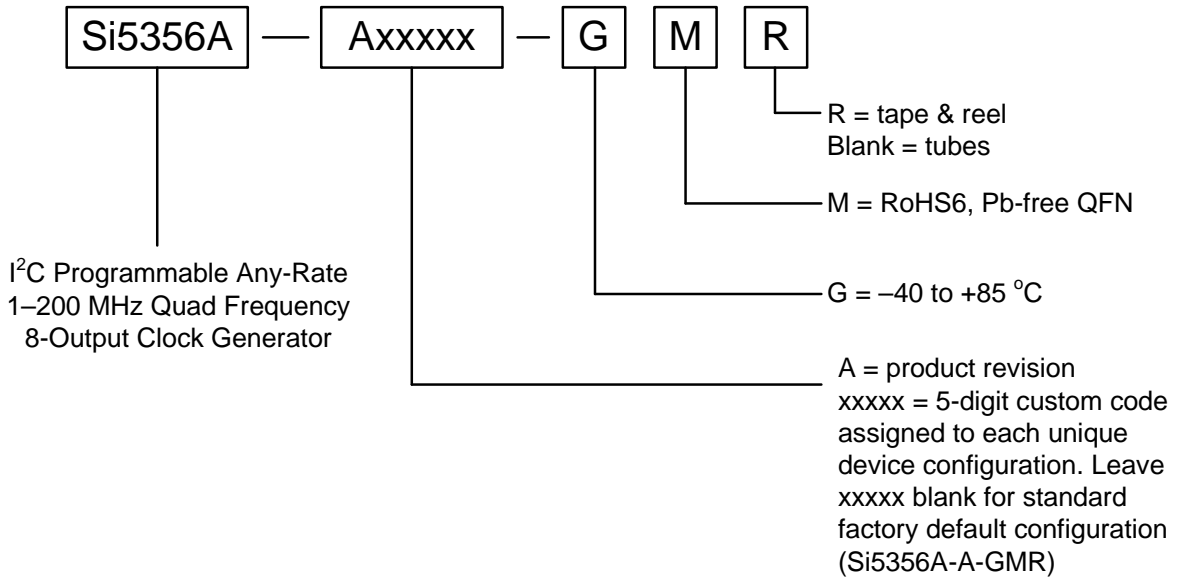 Si5356A — Axxxxx — G M R
R = tape & reel
Blank = tubes
M = RoHS6, Pb-free QFN
G = –40 to +85 °C
I²C Programmable Any-Rate
1–200 MHz Quad Frequency
8-Output Clock Generator
A = product revision
xxxxx = 5-digit custom code
assigned to each unique
device configuration. Leave
xxxxx blank for standard
factory default configuration
(Si5356A-A-GMR)